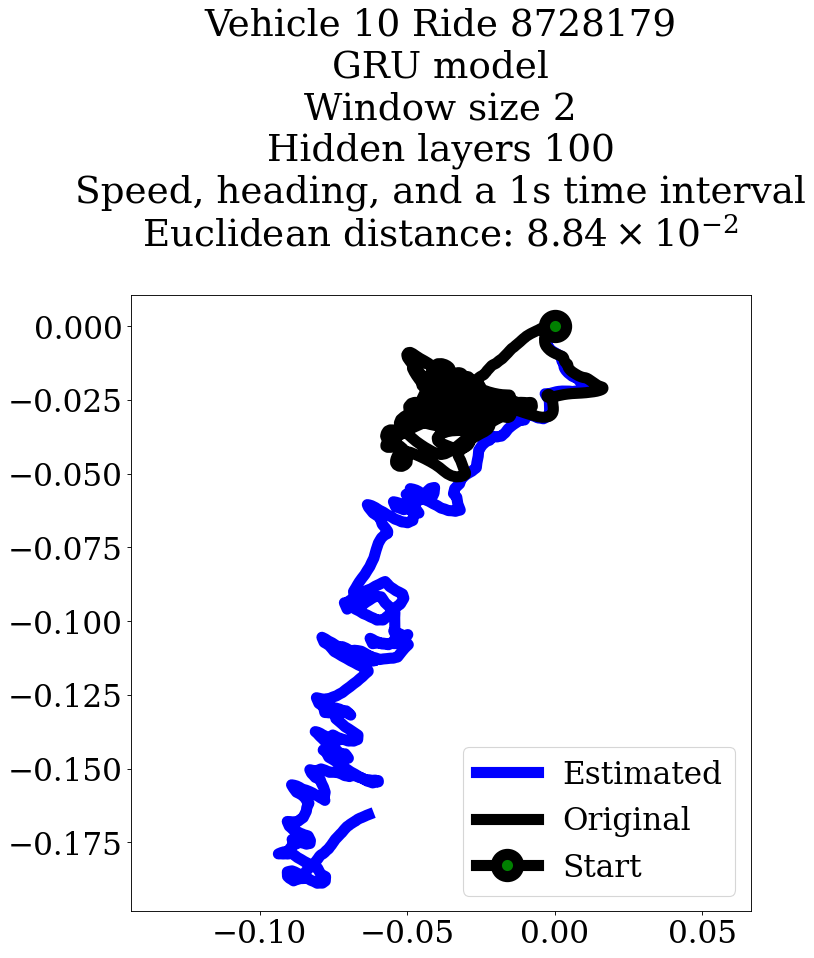 Vehicle 10 Ride 8728179
GRU model
Window size 2
Hidden layers 100
Speed, heading, and a 1s time interval
Euclidean distance: 8.84 × 10⁻²
0.000
−0.025
−0.050
−0.075
−0.100
−0.125
−0.150
−0.175
Estimated
Original
Start
−0.10
−0.05
0.00
0.05